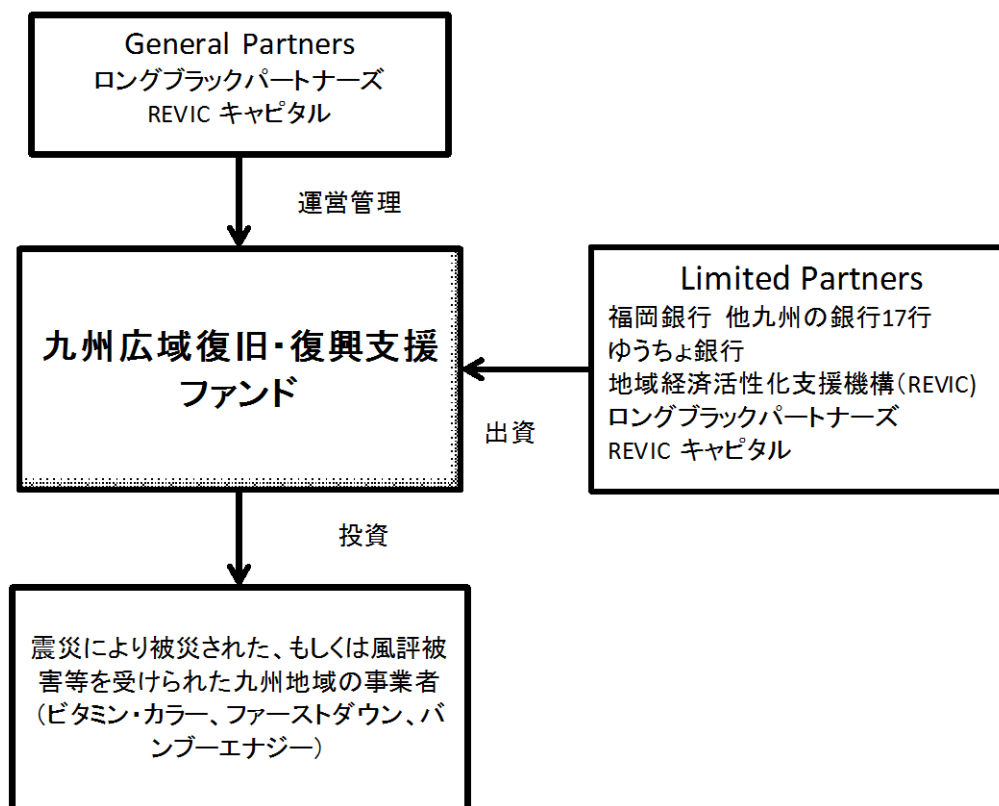 General Partners
ロングブラックパートナーズ
REVIC キャピタル
運営管理
九州広域復旧・復興支援
ファンド
Limited Partners
福岡銀行 他九州の銀行17行
ゆうちょ銀行
地域経済活性化支援機構(REVIC)
ロングブラックパートナーズ
REVIC キャピタル
出資
投資
震災により被災された、もしくは風評被
害等を受けられた九州地域の事業者
(ビタミン・カラー、ファーストダウン、バ
ンブーエナジー)